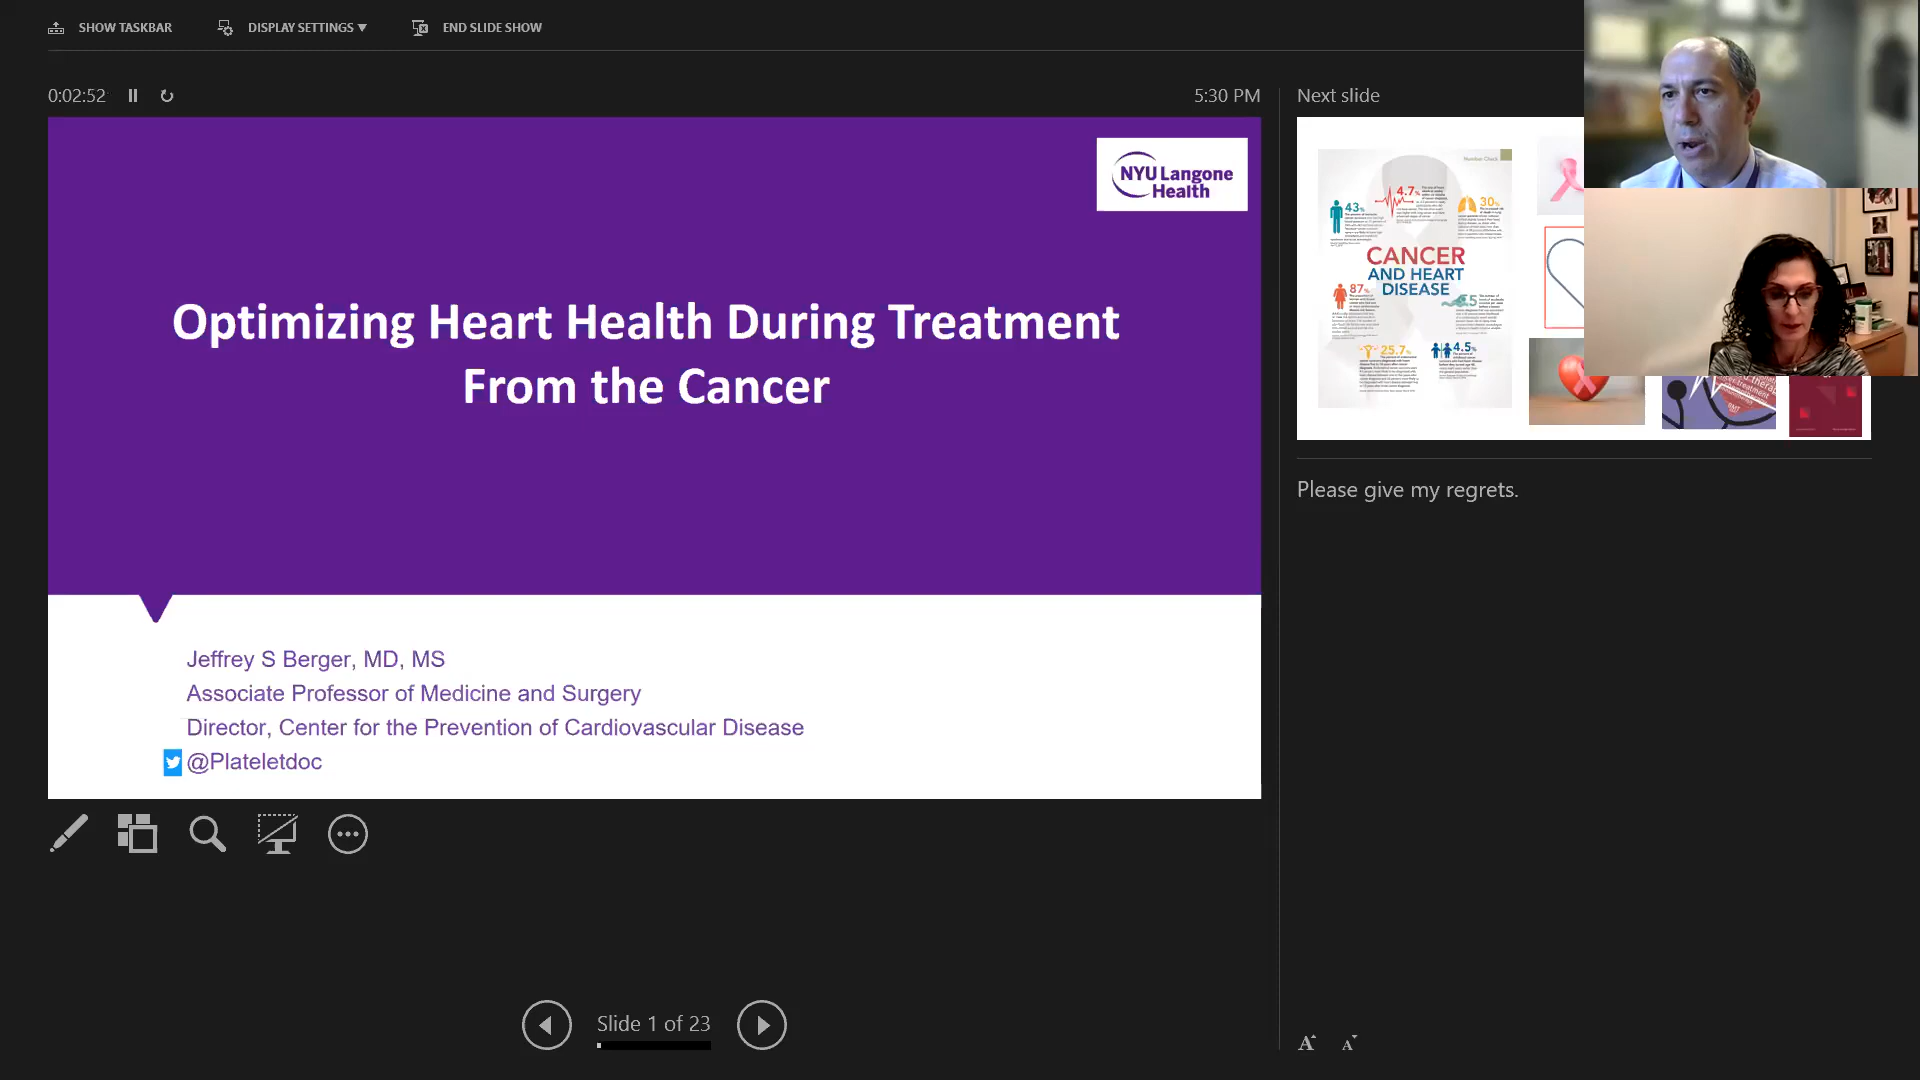 SHOW TASKBAR
DISPLAY SETTINGS ▼
END SLIDE SHOW
0:02:52
5:30 PM
NYU Langone
Health
Optimizing Heart Health During Treatment
From the Cancer
Jeffrey S Berger, MD, MS
Associate Professor of Medicine and Surgery
Director, Center for the Prevention of Cardiovascular Disease
@Plateletdoc
Slide 1 of 23
Next slide
Number Check
43%
4.7%
30%
CANCER
AND HEART
DISEASE
87%
25.7%
4.5%
Please give my regrets.
A
A